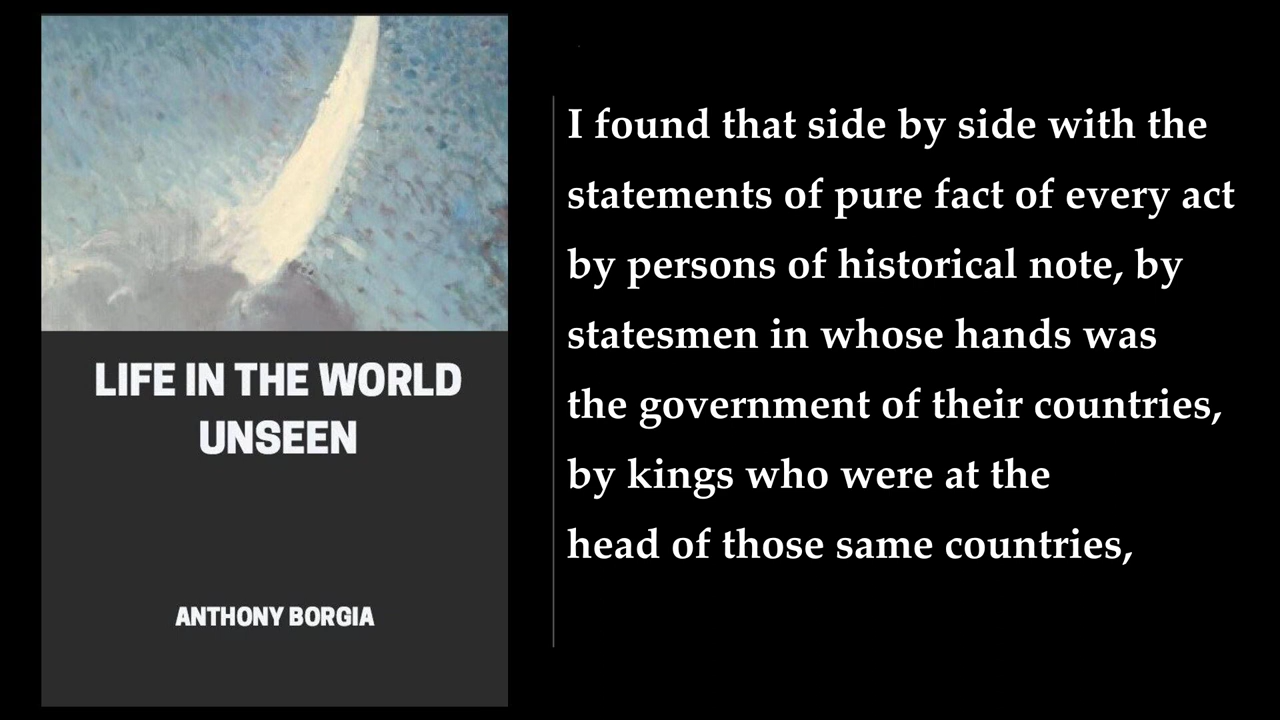 LIFE IN THE WORLD
UNSEEN
ANTHONY BORGIA
I found that side by side with the
statements of pure fact of every act
by persons of historical note, by
statesmen in whose hands was
the government of their countries,
by kings who were at the
head of those same countries,